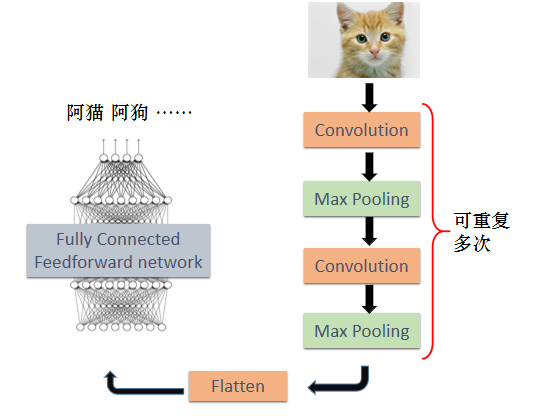 阿猫 阿狗 ……
Convolution
Max Pooling
Convolution
Max Pooling
可重复
多次
Fully Connected
Feedforward network
Flatten